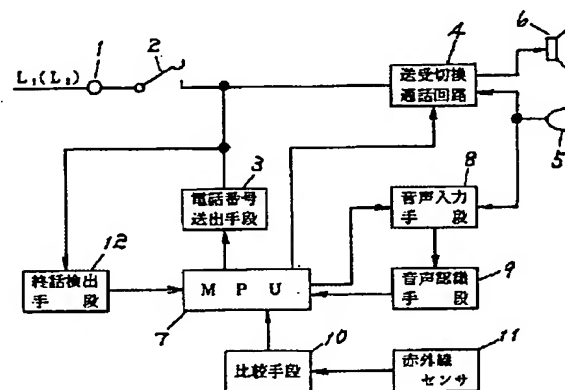 L₁(L₂)
1
2
4
送受切換
通話回路
6
5
3
電話番号
送出手段
8
音声入力
手段
12
終話検出
手段
MPU
7
9
音声認識
手段
10
比較手段
11
赤外線
センサ